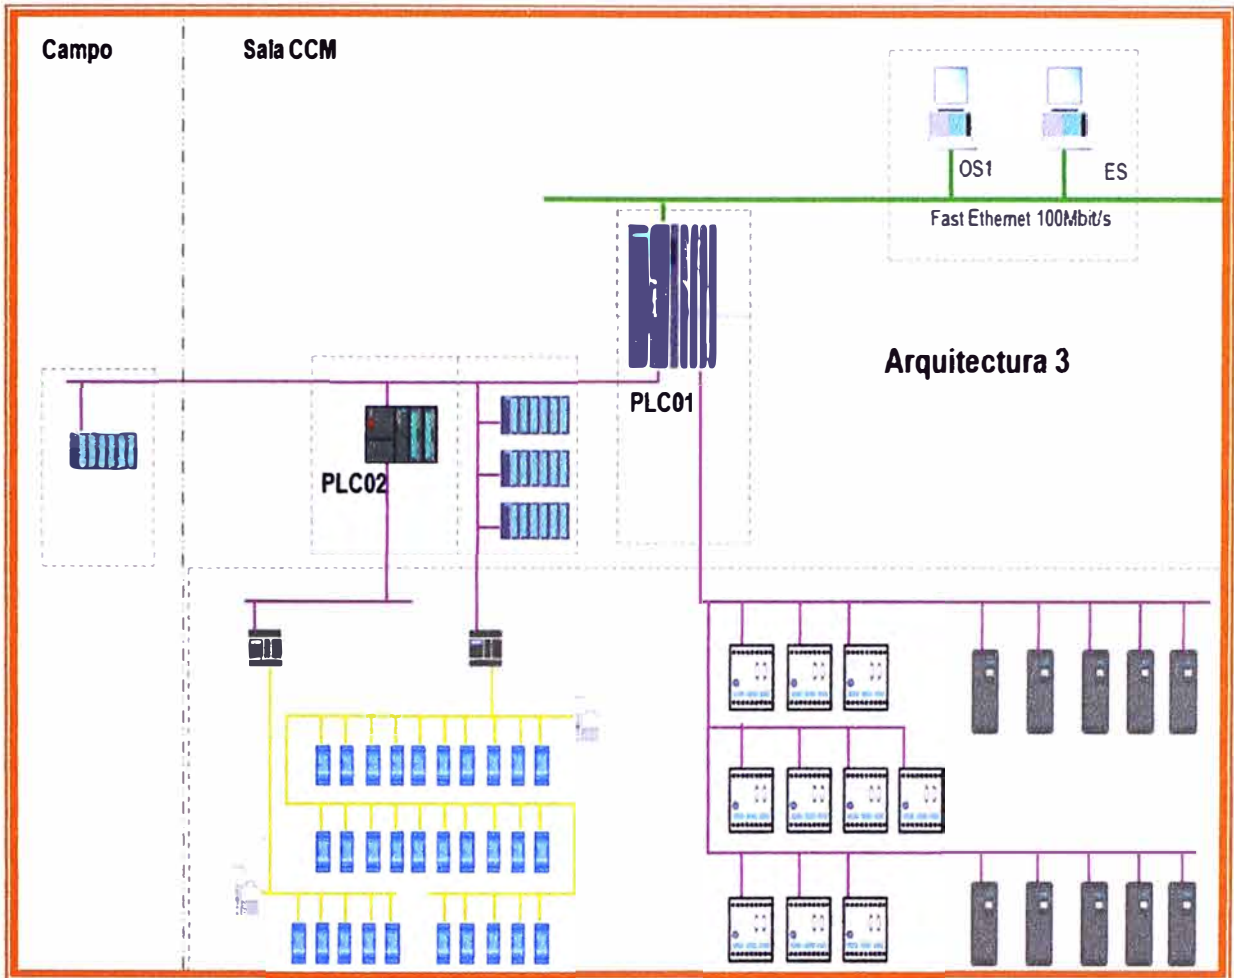 Campo
Sala CCM
OS1
ES
Fast Ethernet 100Mbit/s
Arquitectura 3
PLC01
PLC02